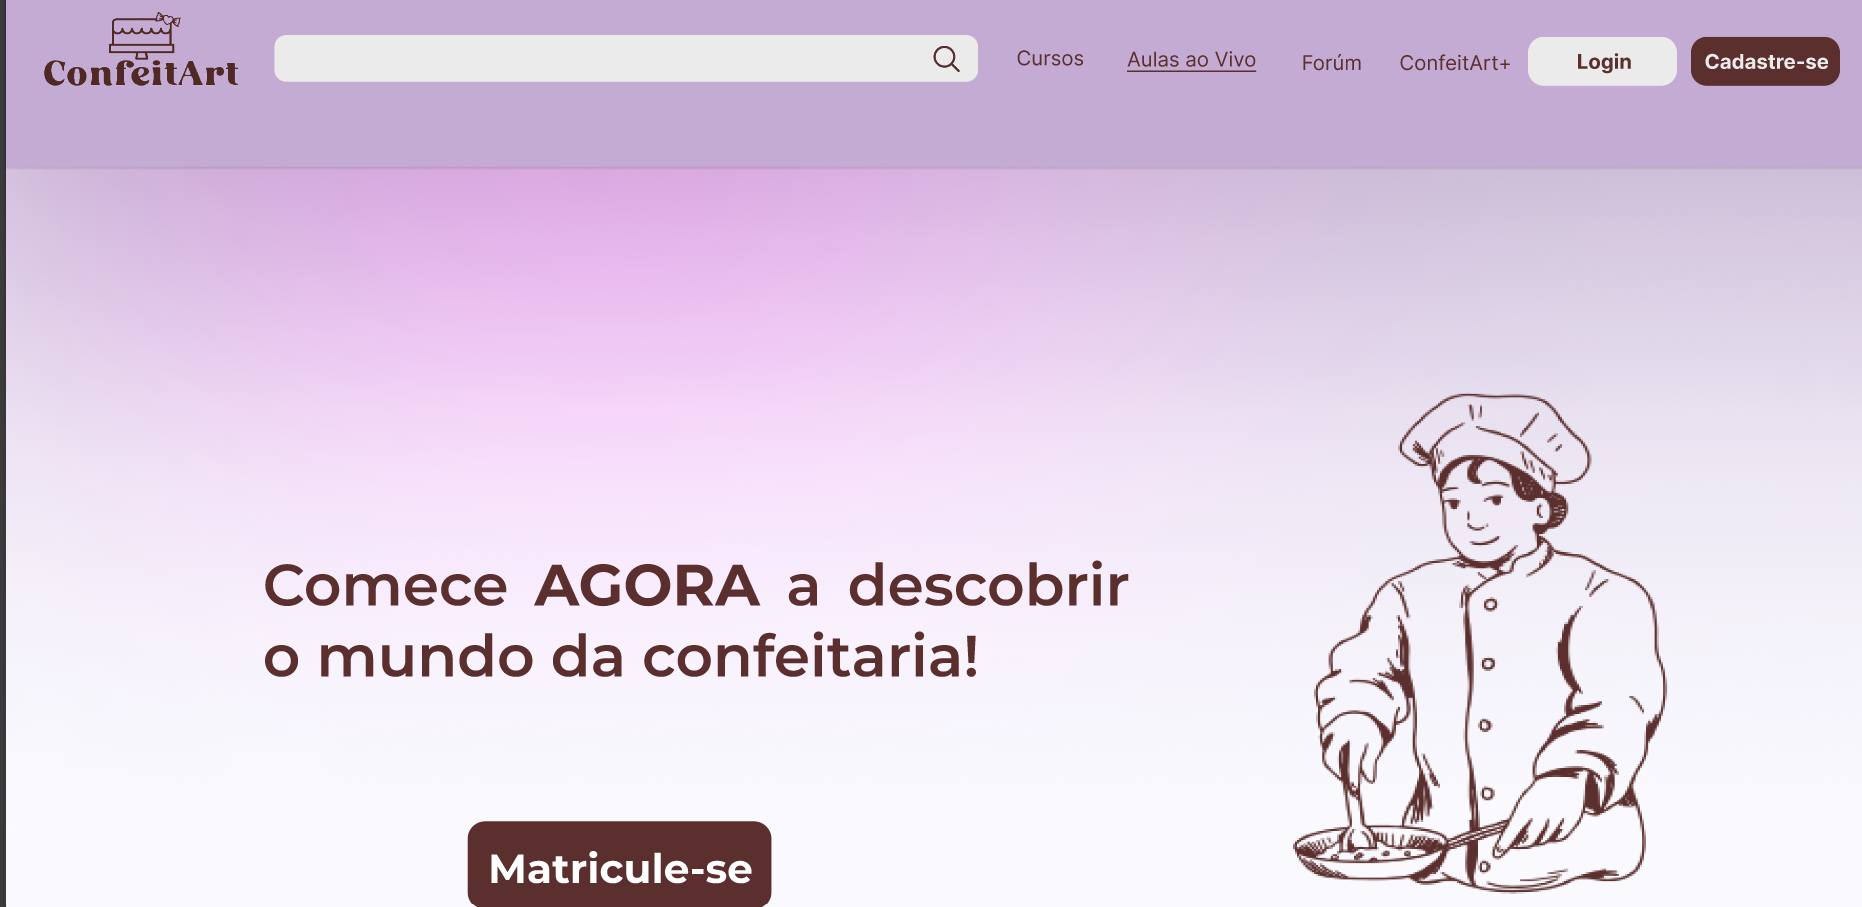 ConfeitArt
Cursos
Aulas ao Vivo
Forúm
ConfeitArt+
Login
Cadastre-se
Comece AGORA a descobrir
o mundo da confeitaria!
Matricule-se